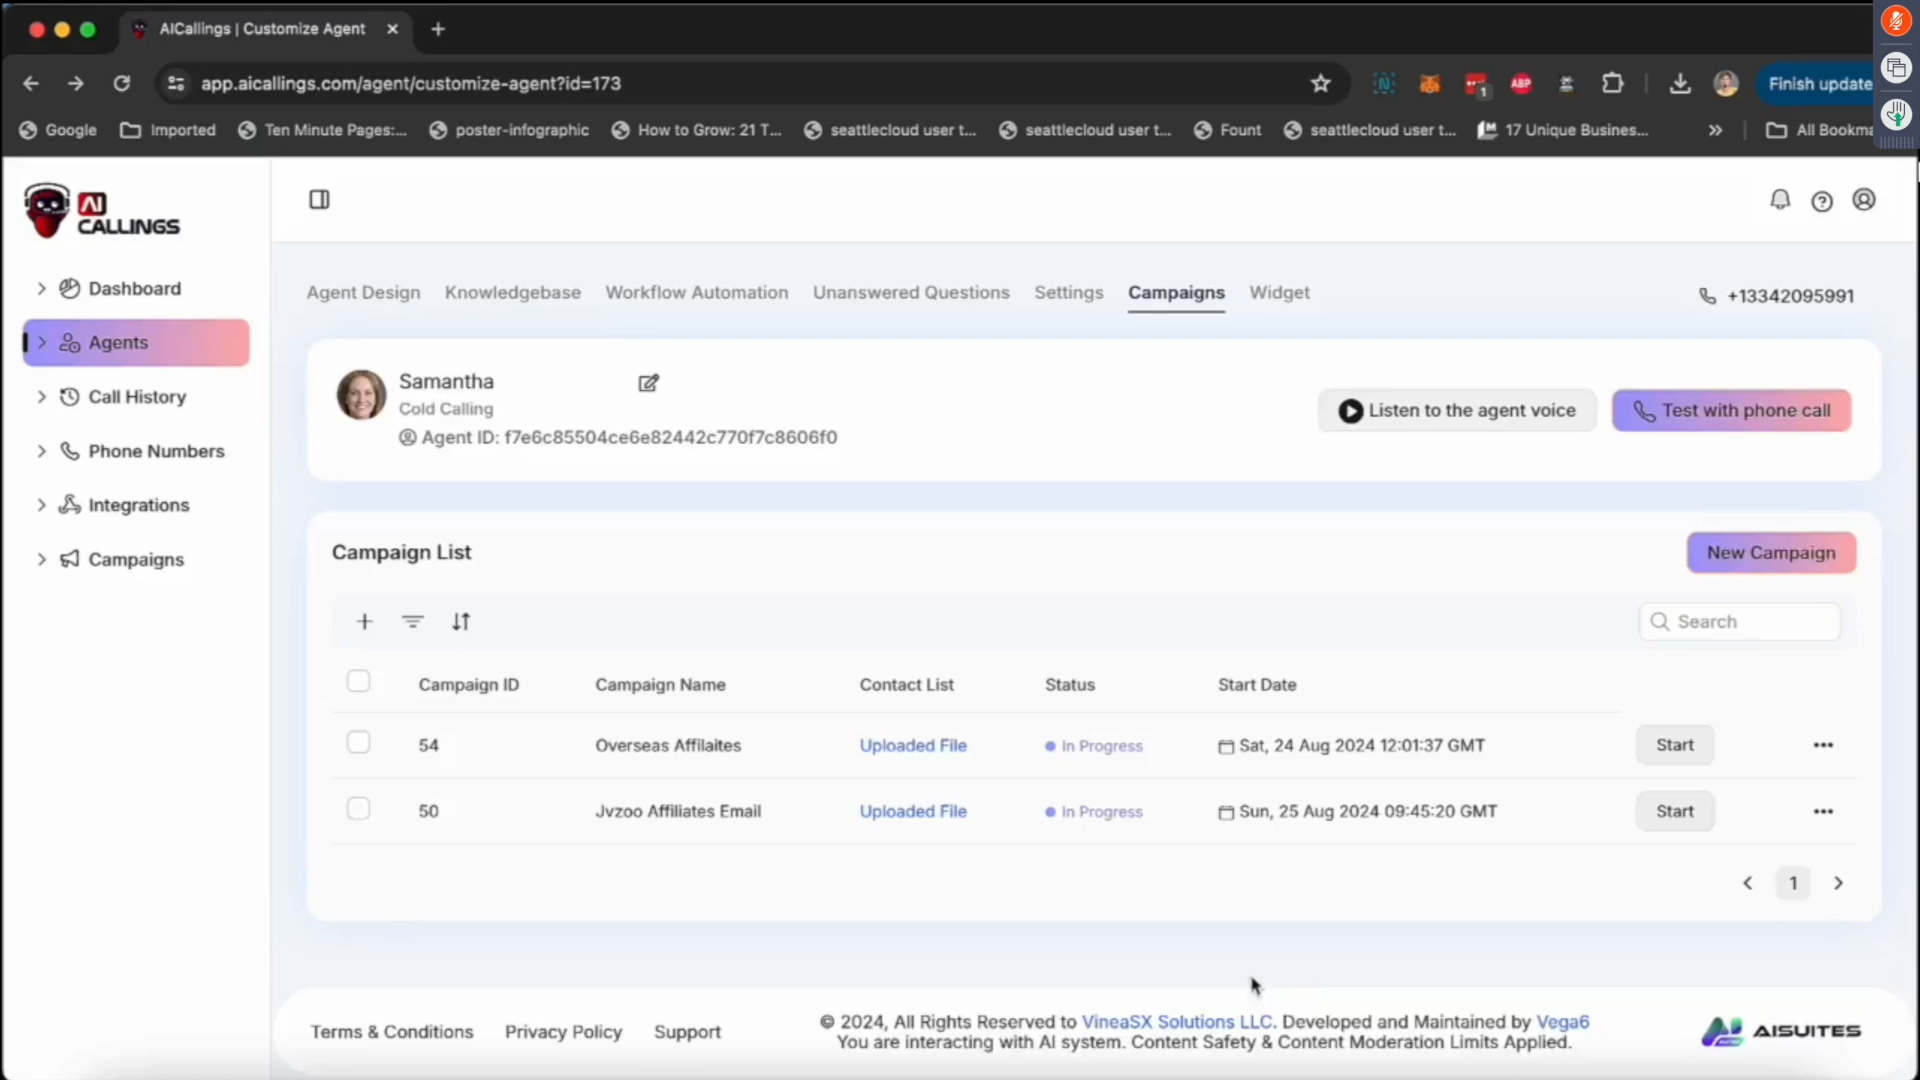 AICallings | Customize Agent
app.aicallings.com/agent/customize-agent?id=173
1
ABP
Finish update
Google
Imported
Ten Minute Pages:...
poster-infographic
How to Grow: 21 T...
seattlecloud user t...
seattlecloud user t...
Fount
seattlecloud user t...
17 Unique Busines...
All Bookma
AI
CALLINGS
Dashboard
Agents
Call History
Phone Numbers
Integrations
Campaigns
Agent Design
Knowledgebase
Workflow Automation
Unanswered Questions
Settings
Campaigns
Widget
+13342095991
Samantha
Cold Calling
Agent ID: f7e6c85504ce6e82442c770f7c8606f0
Listen to the agent voice
Test with phone call
Campaign List
New Campaign
Search
Campaign ID Campaign Name Contact List Status Start Date
54 Overseas Affilaites Uploaded File In Progress Sat, 24 Aug 2024 12:01:37 GMT Start
50 Jvzoo Affiliates Email Uploaded File In Progress Sun, 25 Aug 2024 09:45:20 GMT Start
1
Terms & Conditions
Privacy Policy
Support
© 2024, All Rights Reserved to VineaSX Solutions LLC. Developed and Maintained by Vega6
You are interacting with AI system. Content Safety & Content Moderation Limits Applied.
AISUITES